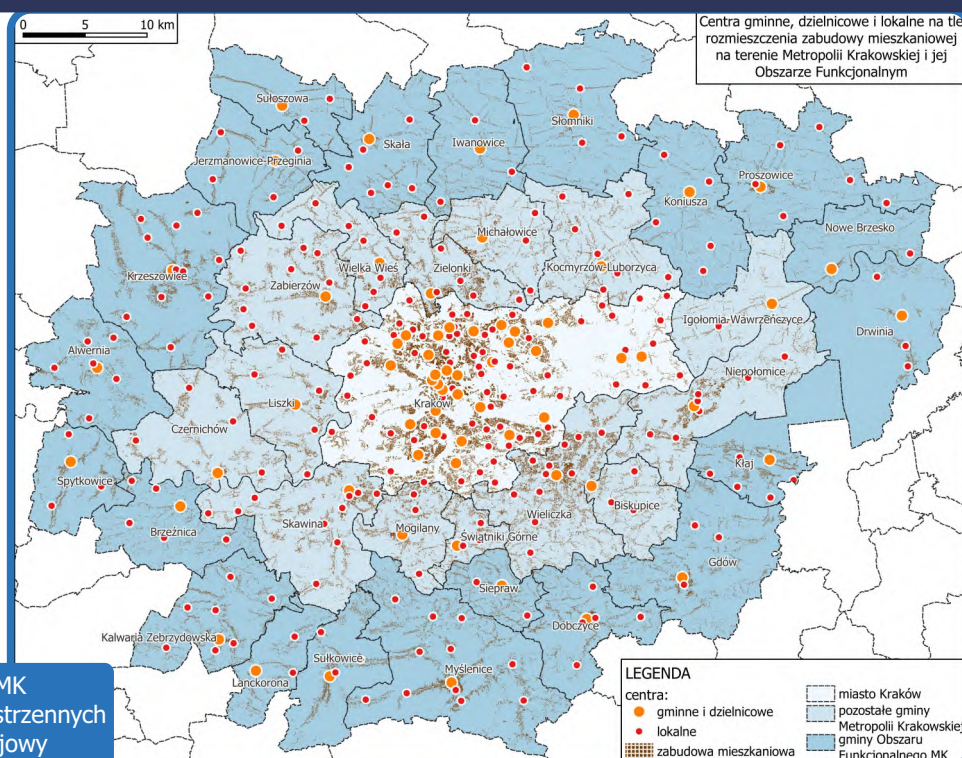 0 5 10 km
Centra gminne, dzielnicowe i lokalne na tle
rozmieszczenia zabudowy mieszkaniowej
na terenie Metropolii Krakowskiej i jej
Obszarze Funkcjonalnym
Sułoszowa
Skała
Iwanowice
Słomniki
Jerzmanowice-Przeginia
Proszowice
Koniusza
Nowe Brzesko
Michałowice
Krzeszowice
Wielka Wieś
Zielonki
Kocmyrzów-Luborzyca
Zabierzów
Igołomia-Wawrzeńczyce
Drwinia
Alwernia
Niepołomice
Liszki
Kraków
Czernichów
Kłaj
Spytkowice
Biskupice
Wieliczka
Skawina
Mogilany
Brzeźnica
Świątniki Górne
Gdów
Siepraw
Dobczyce
Kalwaria Zebrzydowska
Sułkowice
Myślenice
Lanckorona
MK
strzennych
jowy
LEGENDA
centra:
gminne i dzielnicowe
lokalne
zabudowa mieszkaniowa
miasto Kraków
pozostałe gminy
Metropolii Krakowskiej
gminy Obszaru
Funkcjonalnego MK